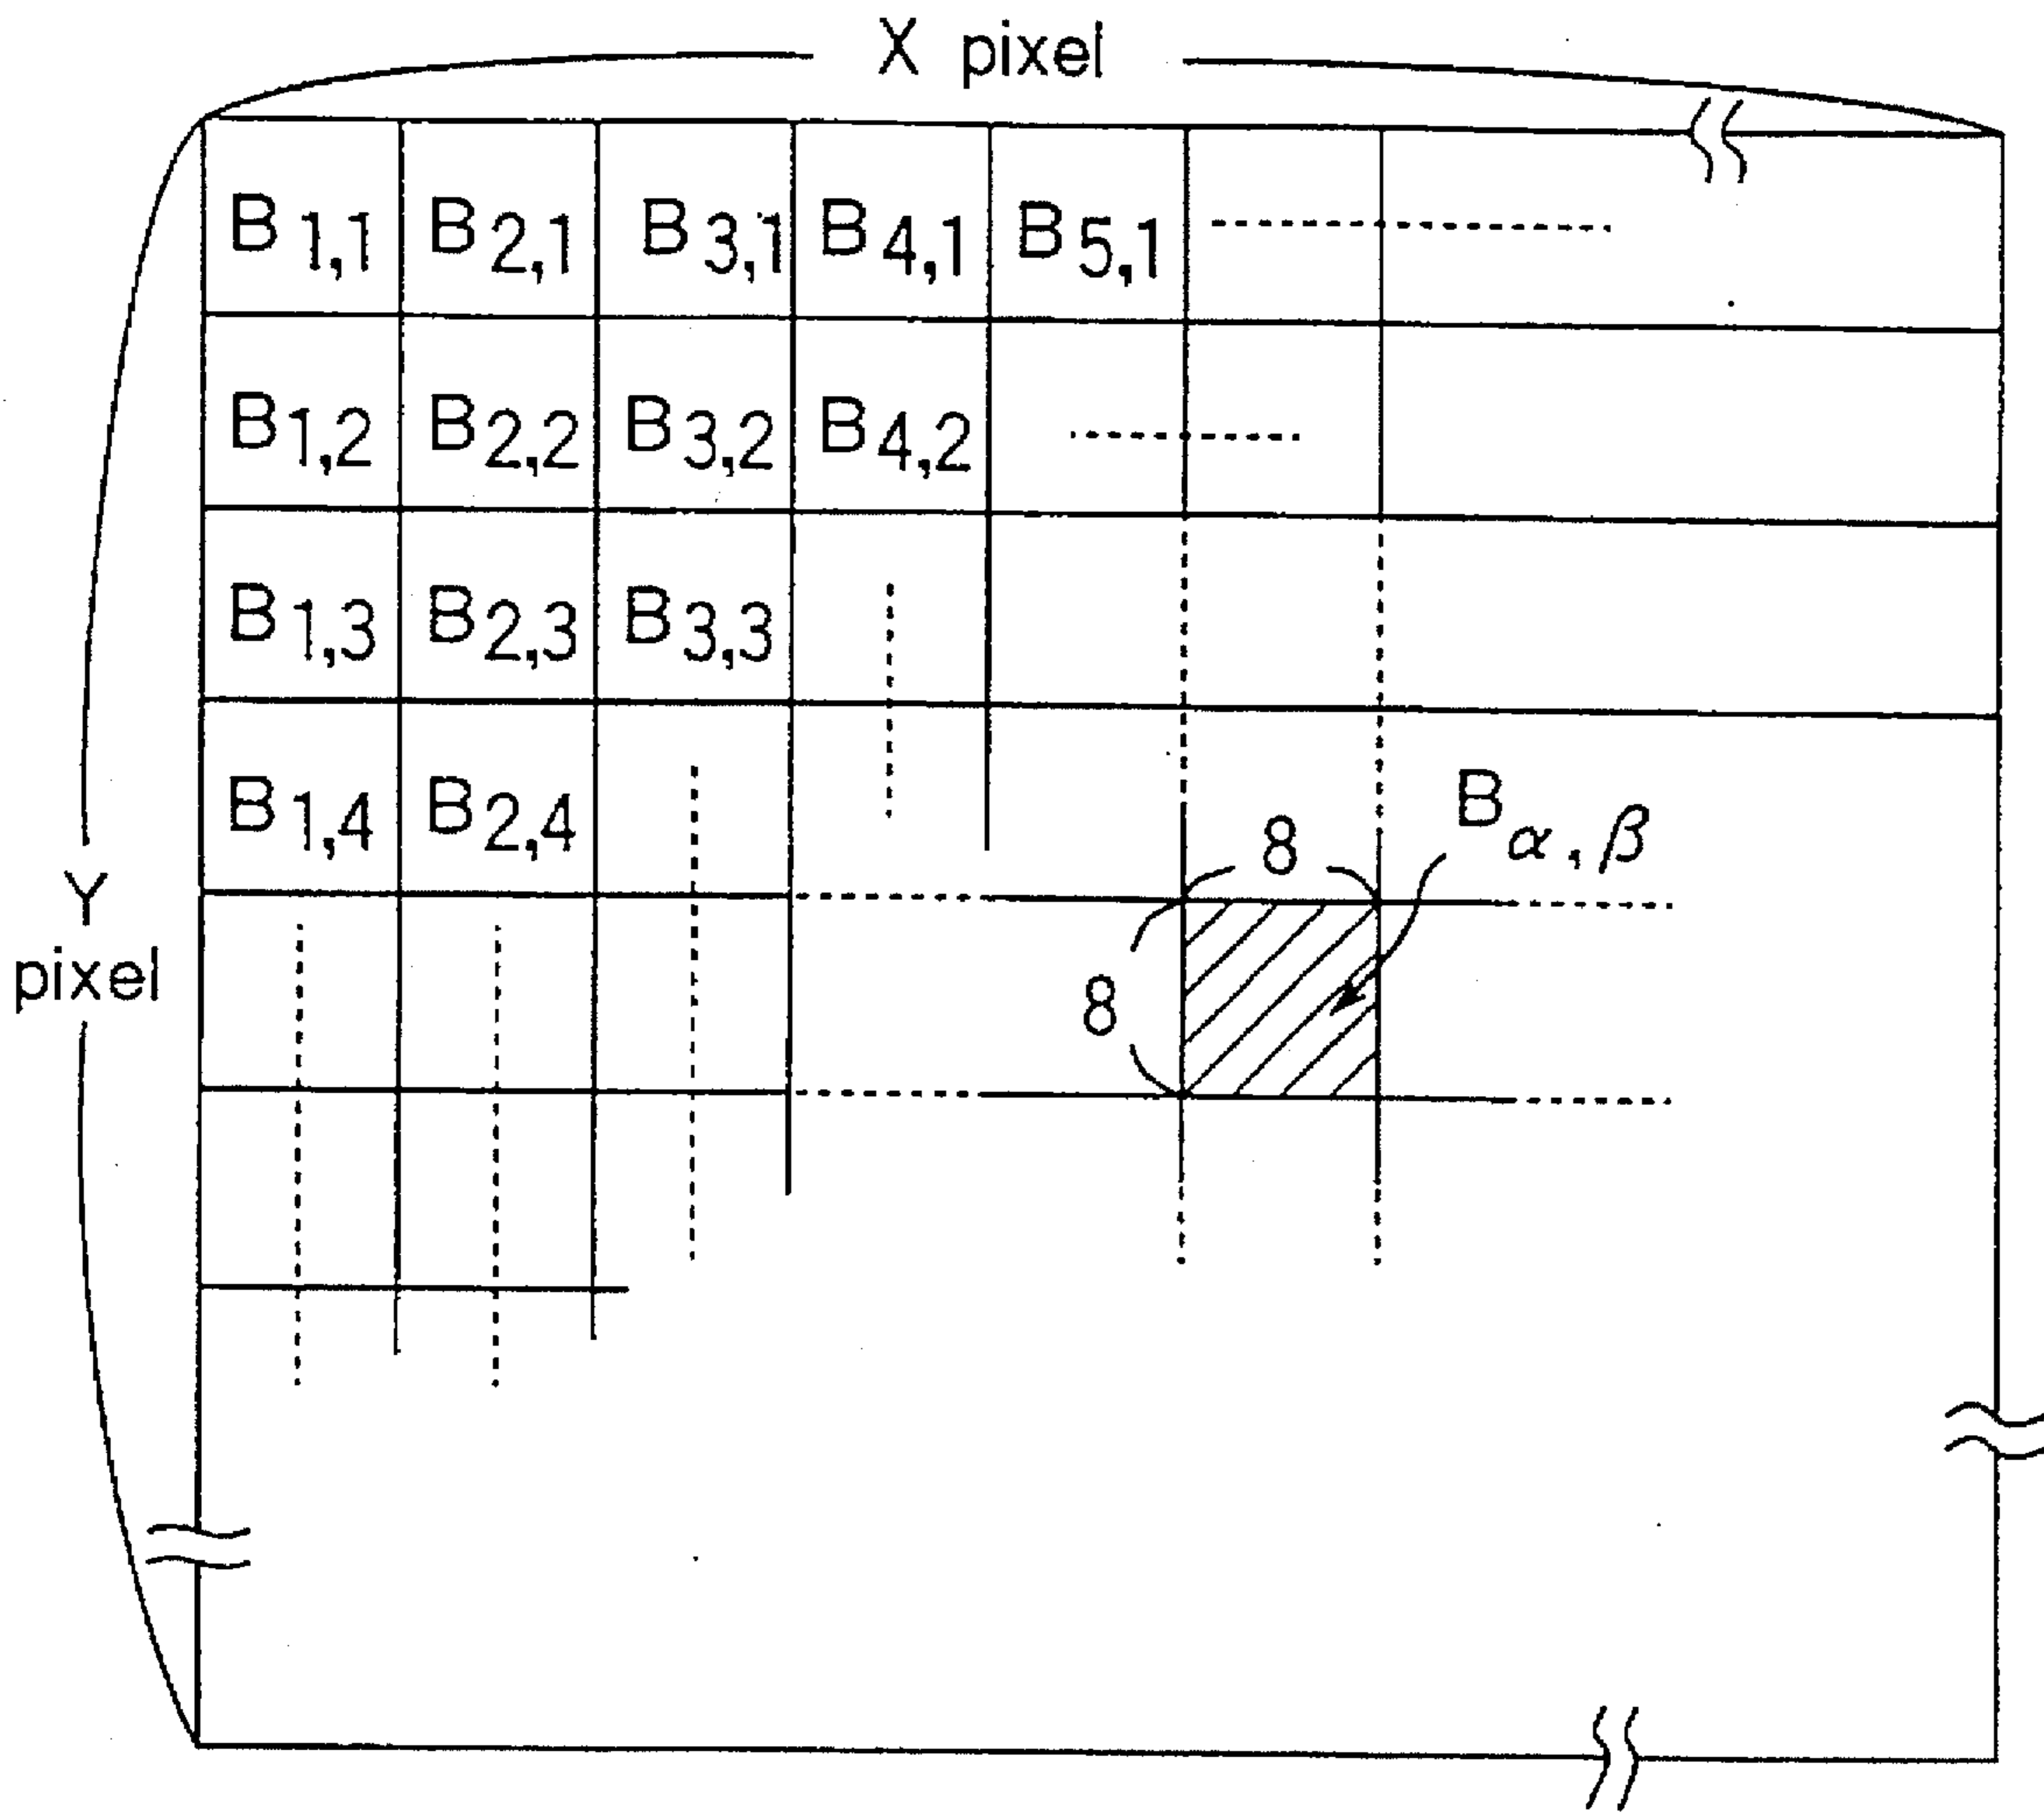 X pixel
B1,1 B2,1 B3,1 B4,1 B5,1
B1,2 B2,2 B3,2 B4,2
B1,3 B2,3 B3,3
B1,4 B2,4
Bα,β
8
8
Y
pixel